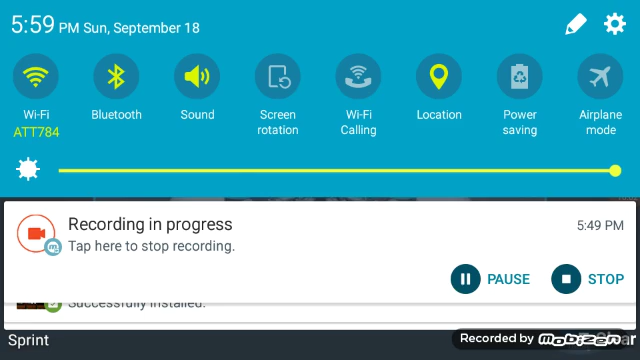 5:59 PM Sun, September 18
Wi-Fi
ATT784
Bluetooth
Sound
Screen
rotation
Wi-Fi
Calling
Location
Power
saving
Airplane
mode
Recording in progress
5:49 PM
Tap here to stop recording.
PAUSE
STOP
Successfully installed.
Sprint
Recorded by mobizen